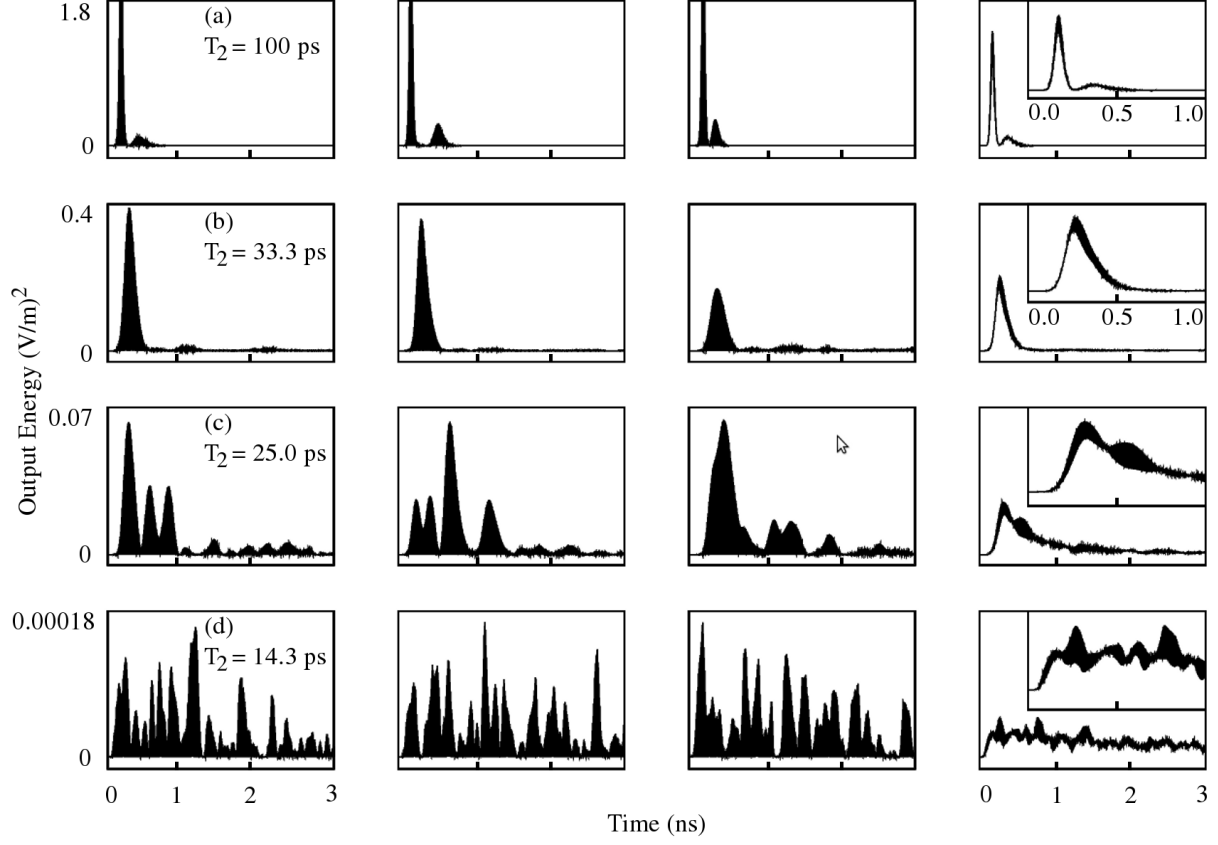 1.8
(a)
T2 = 100 ps
0
0.0 0.5 1.0
0.4
(b)
T2 = 33.3 ps
0
0.0 0.5 1.0
Output Energy (V/m)2
0.07
(c)
T2 = 25.0 ps
0
0.00018
(d)
T2 = 14.3 ps
0
0 1 2 3
0 1 2 3
Time (ns)